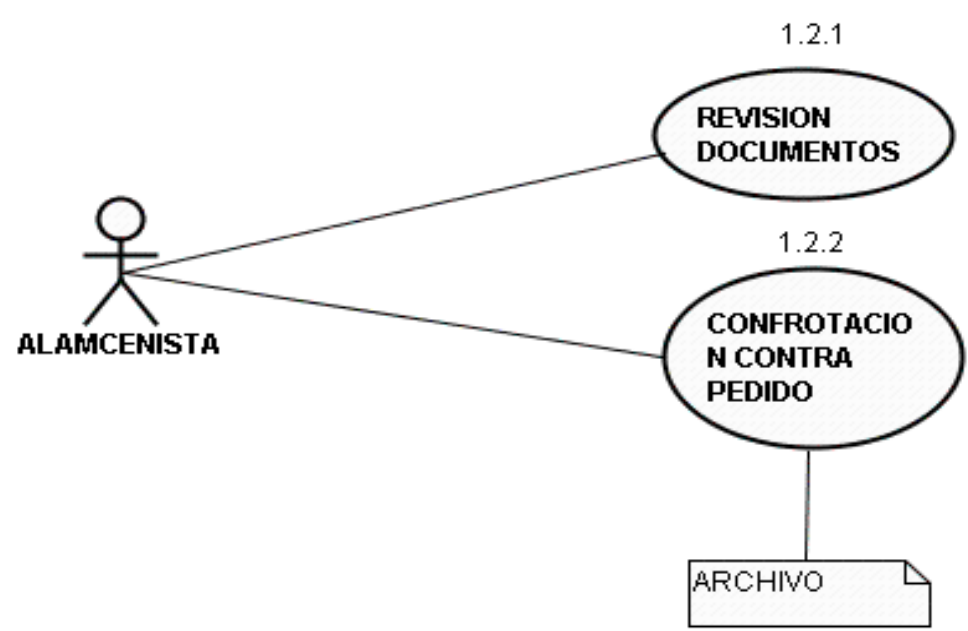 1.2.1
REVISION
DOCUMENTOS
ALAMCENISTA
1.2.2
CONFROTACIO
N CONTRA
PEDIDO
ARCHIVO